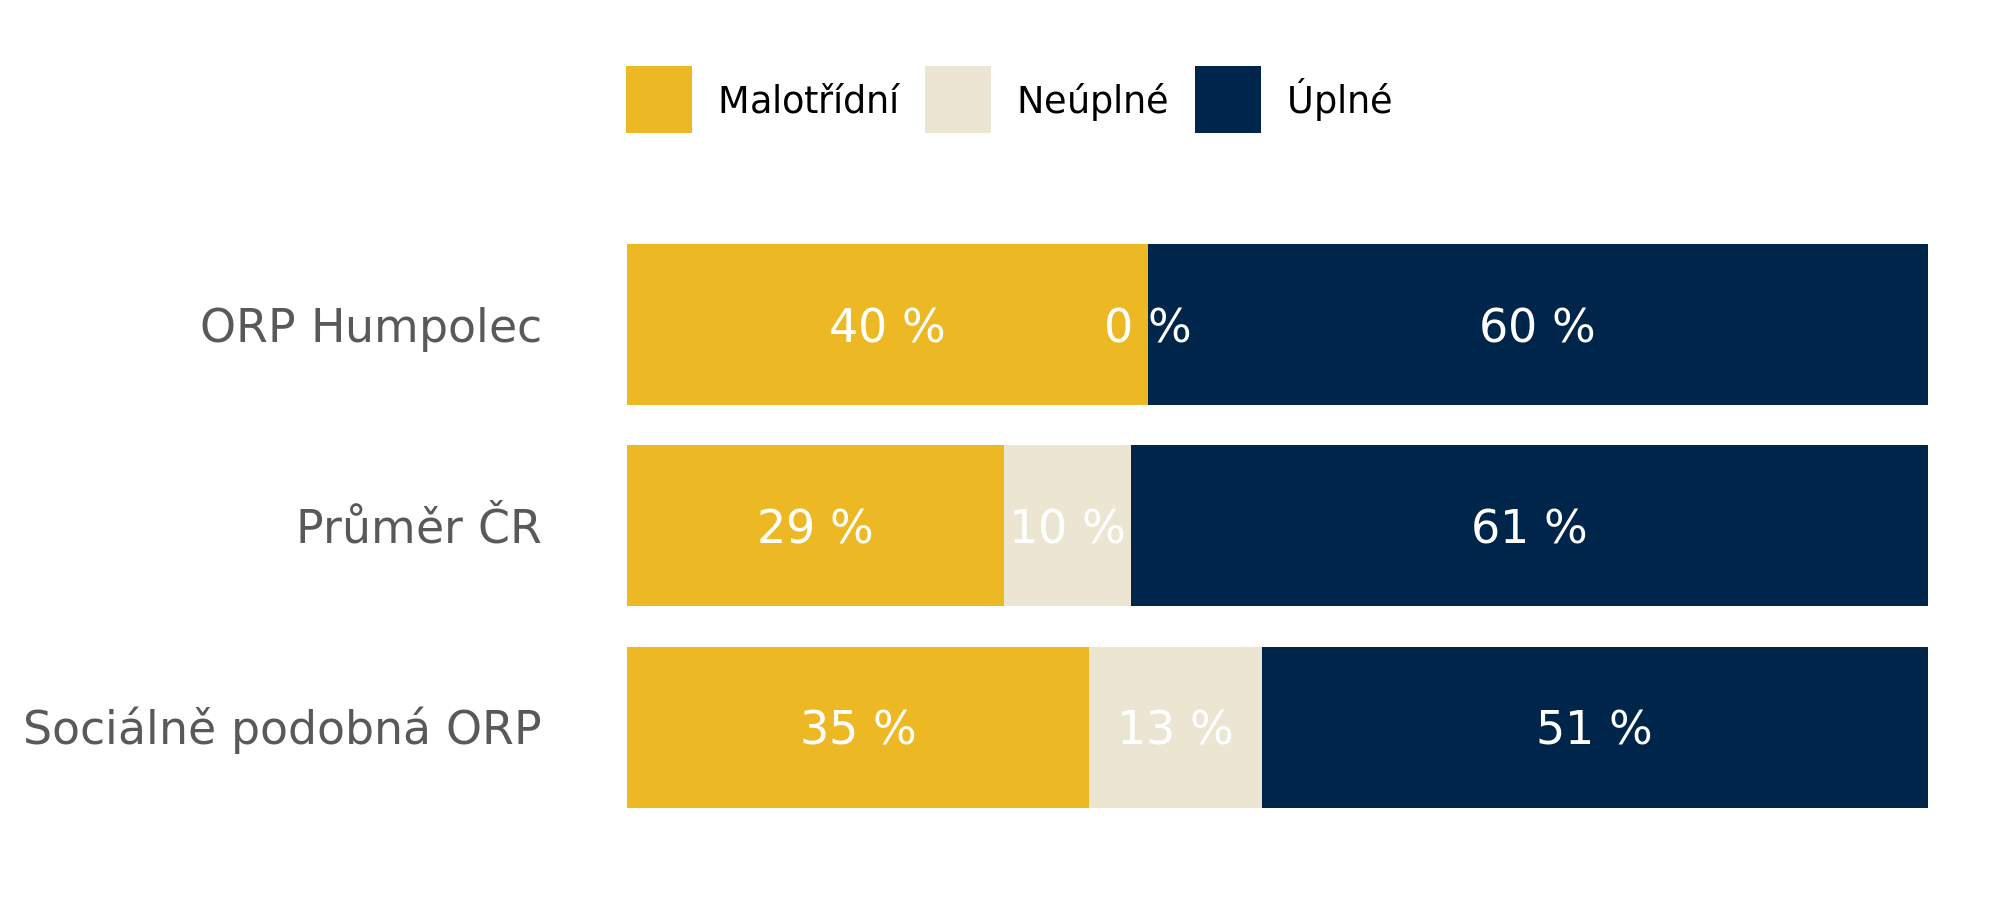 Malotřídní Neúplné Úplné
ORP Humpolec 40 % 0 % 60 %
Průměr ČR 29 % 10 % 61 %
Sociálně podobná ORP 35 % 13 % 51 %